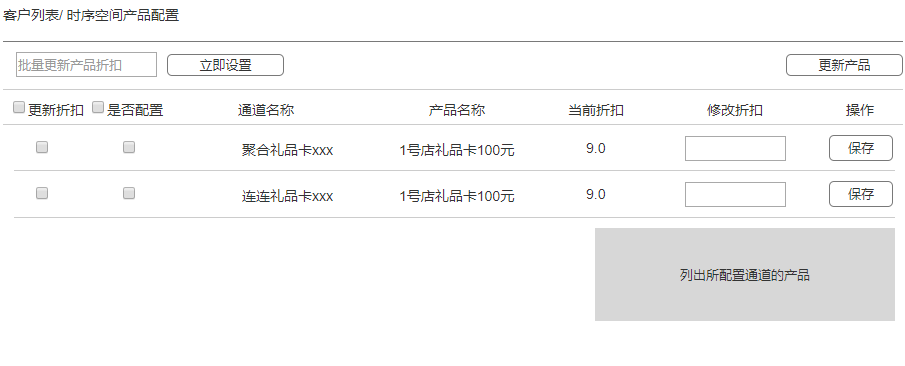 客户列表/ 时序空间产品配置
批量更新产品折扣 立即设置 更新产品
更新折扣 是否配置 通道名称 产品名称 当前折扣 修改折扣 操作
聚合礼品卡xxx 1号店礼品卡100元 9.0 保存
连连礼品卡xxx 1号店礼品卡100元 9.0 保存
列出所配置通道的产品